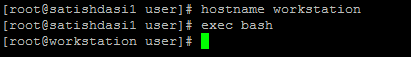 [root@satishdasi1 user]# hostname workstation
[root@satishdasi1 user]# exec bash
[root@workstation user]#